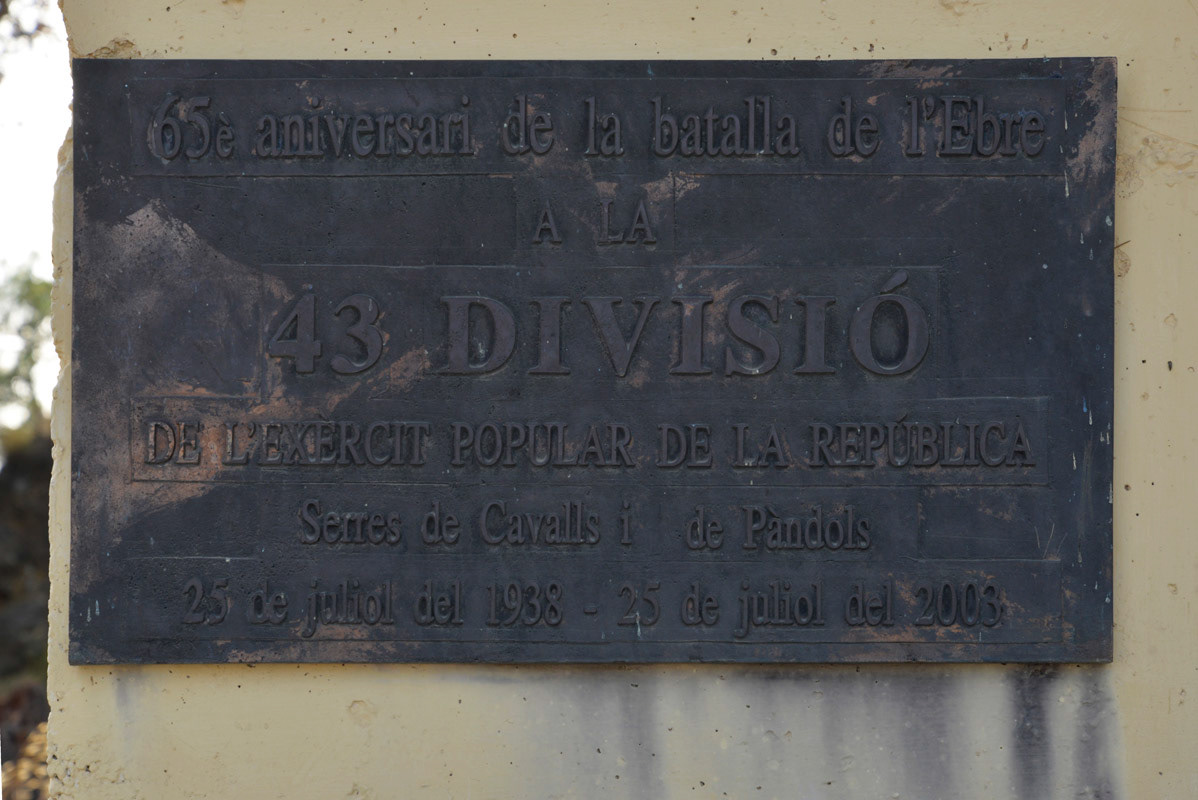 65è aniversari de la batalla de l'Ebre
A LA
43 DIVISIÓ
DE L'EXÈRCIT POPULAR DE LA REPÚBLICA
Serres de Cavalls i de Pàndols
25 de juliol del 1938 - 25 de juliol del 2003